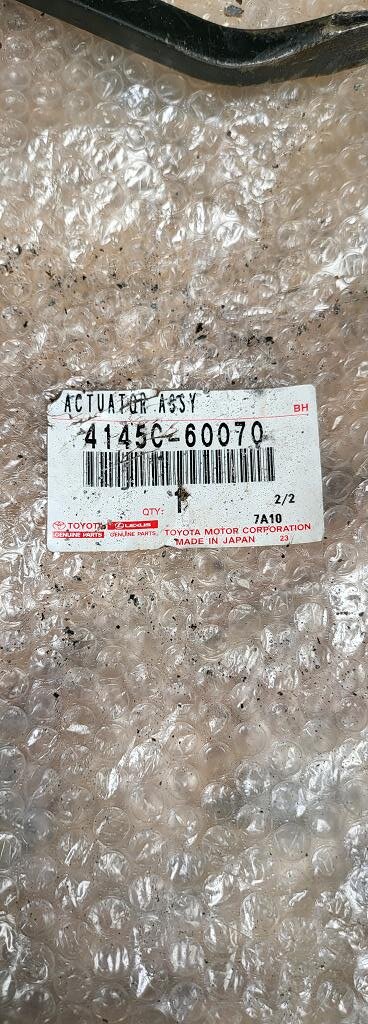 ACTUATOR ASSY
BH
4145C-60070
QTY: 1
2/2
7A10
TOYOTA LEXUS
GENUINE PARTS GENUINE PARTS
TOYOTA MOTOR CORPORATION
MADE IN JAPAN 23